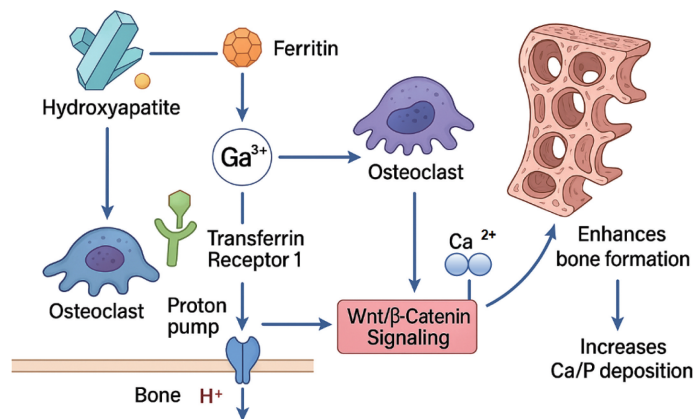 Hydroxyapatite
Ferritin
Ga³⁺
Osteoclast
Osteoclast
Transferrin
Receptor 1
Proton
pump
Bone H⁺
Ca ²⁺
Wnt/β-Catenin
Signaling
Enhances
bone formation
Increases
Ca/P deposition